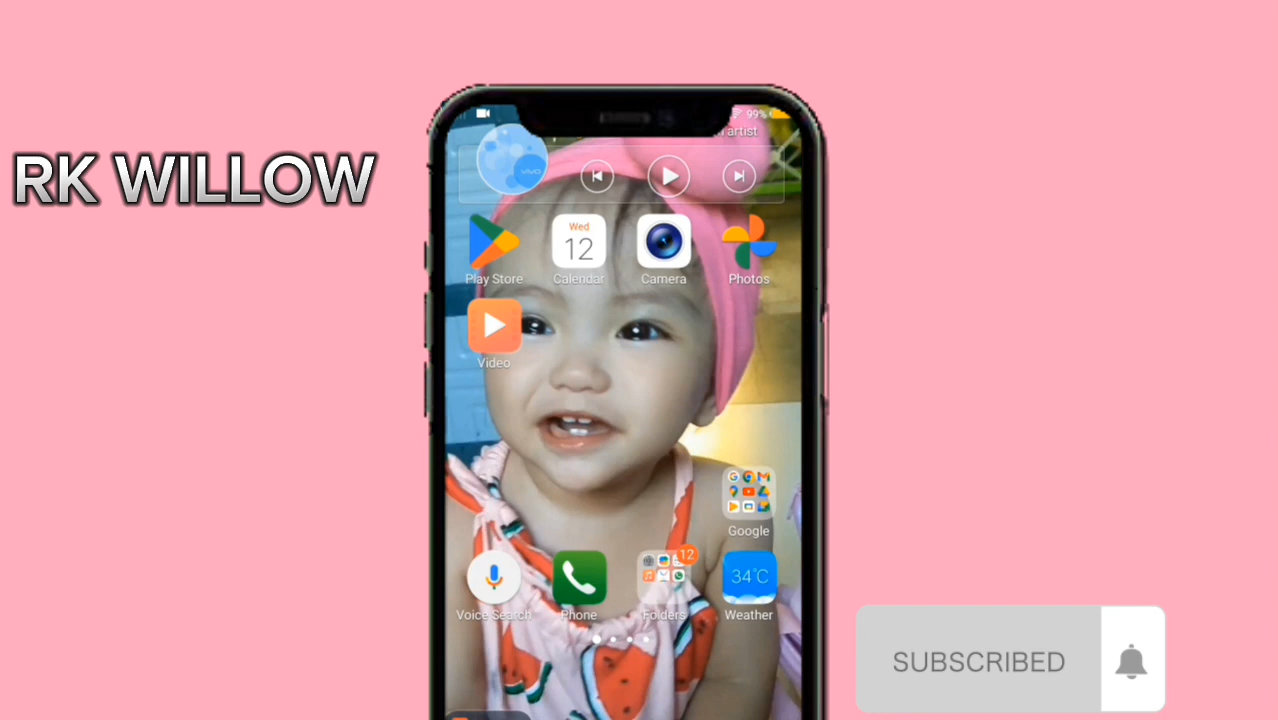 RK WILLOW
99%
artist
vivo
Wed
12
Play Store
Calendar
Camera
Photos
Video
Google
12
34°C
Voice Search
Phone
Folders
Weather
SUBSCRIBED